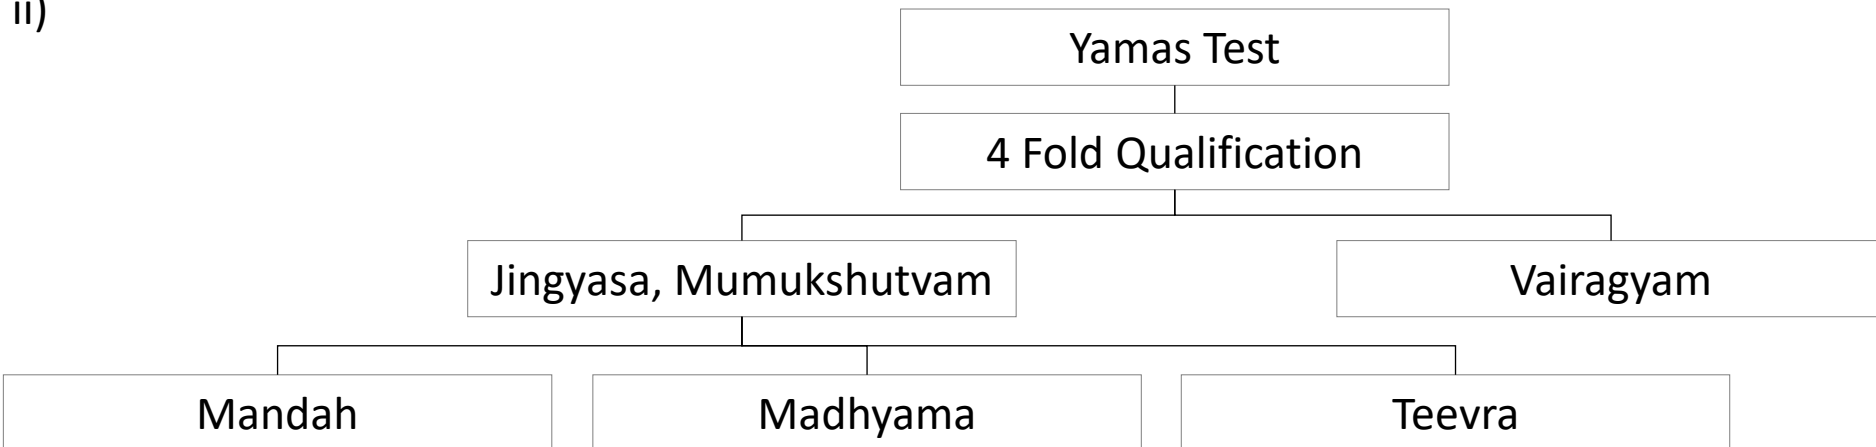 ii)
Yamas Test
4 Fold Qualification
Jingyasa, Mumukshutvam
Vairagyam
Mandah
Madhyama
Teevra